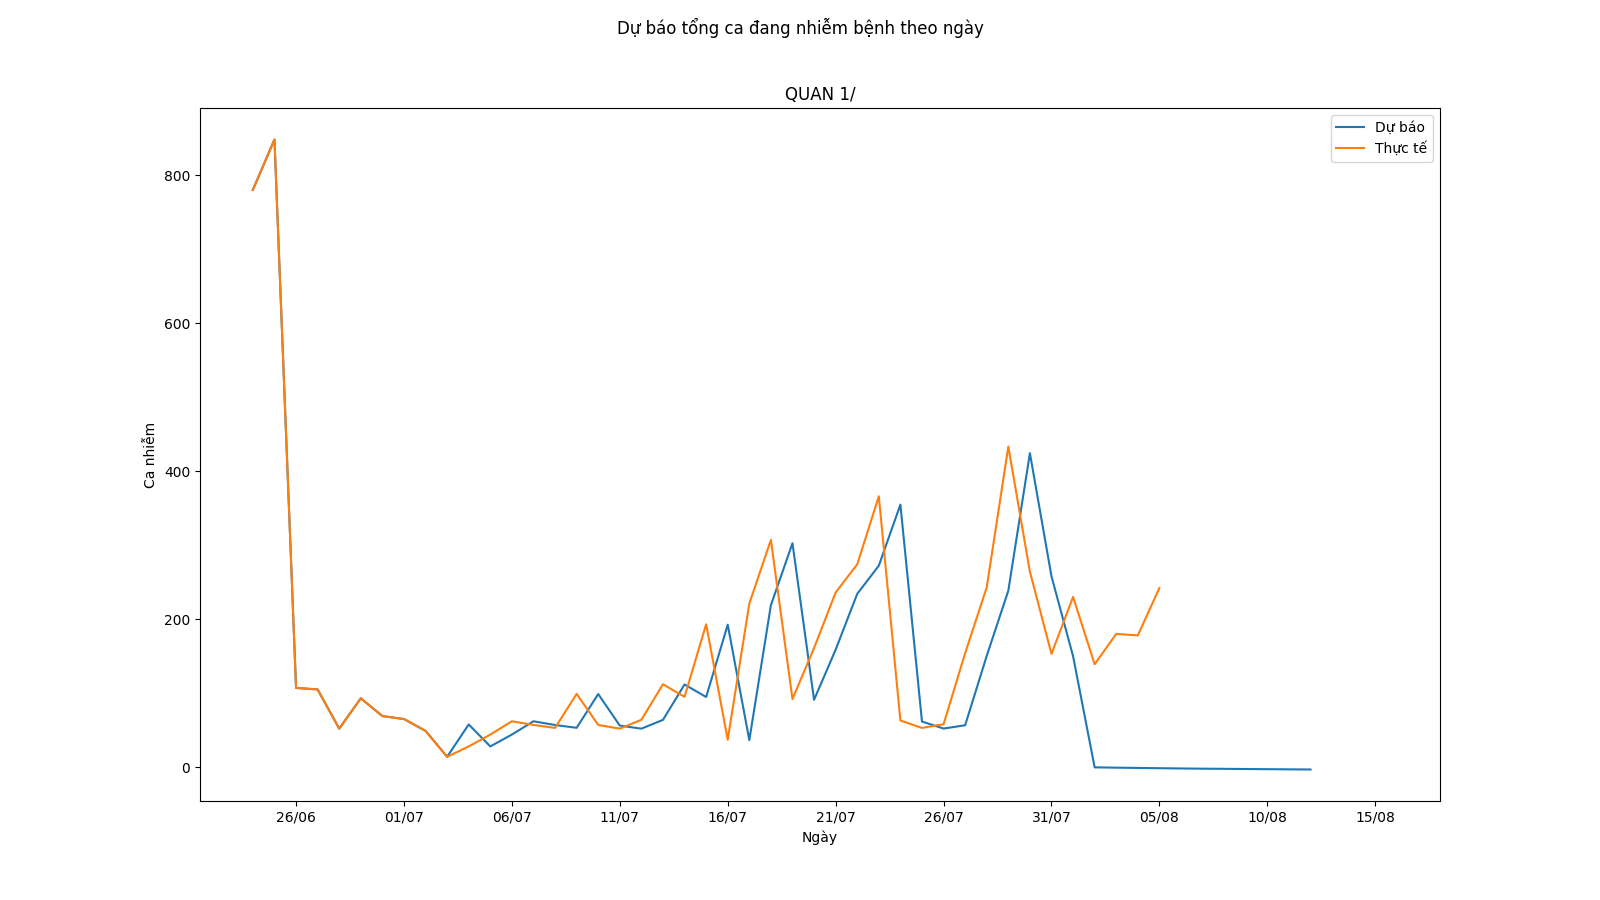 Dự báo tổng ca đang nhiễm bệnh theo ngày
QUAN 1/
Dự báo
Thực tế
800
600
400
200
0
Ca nhiễm
26/06 01/07 06/07 11/07 16/07 21/07 26/07 31/07 05/08 10/08 15/08
Ngày